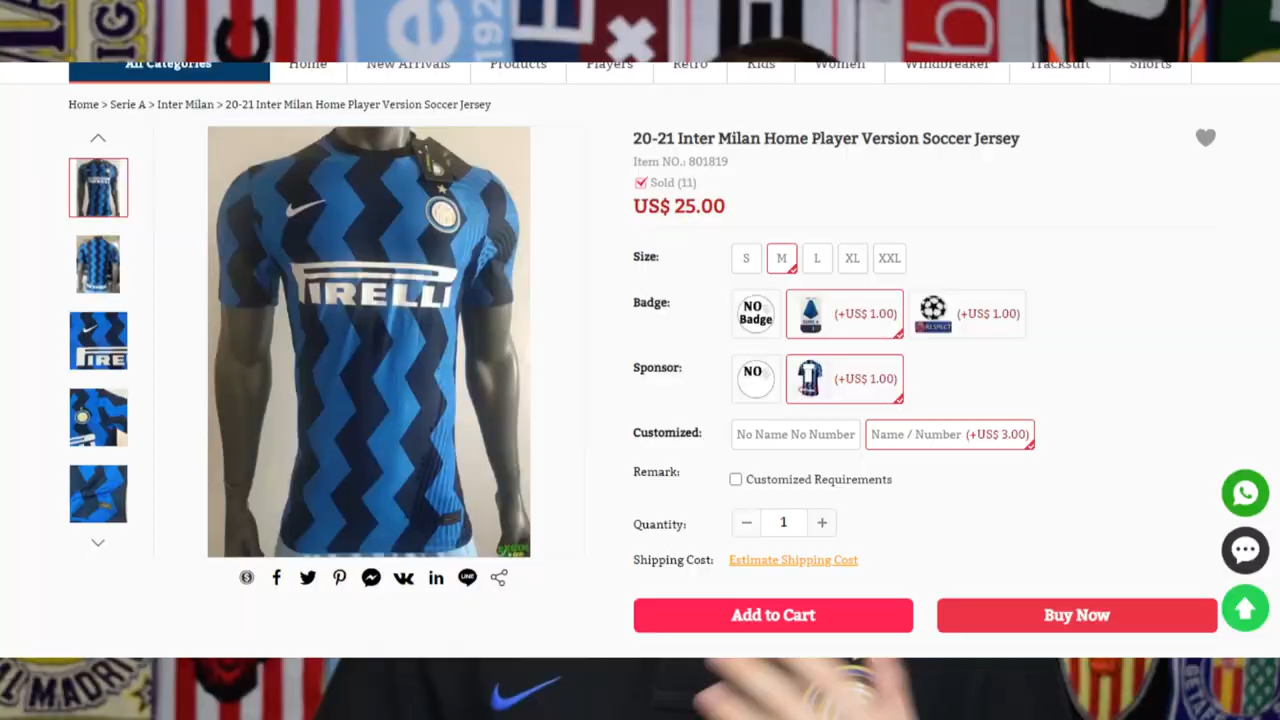 All Categories
Home
New Arrivals
Products
Players
Retro
Kids
Women
Windbreaker
Tracksuit
Shorts
Home > Serie A > Inter Milan > 20-21 Inter Milan Home Player Version Soccer Jersey
20-21 Inter Milan Home Player Version Soccer Jersey
Item NO.: 801819
Sold (11)
US$ 25.00
Size:
S
M
L
XL
XXL
Badge:
NO
Badge
(+US$ 1.00)
RESPECT
(+US$ 1.00)
Sponsor:
NO
(+US$ 1.00)
Customized:
No Name No Number
Name / Number (+US$ 3.00)
Remark:
Customized Requirements
Quantity:
1
Shipping Cost:
Estimate Shipping Cost
Add to Cart
Buy Now
PIRELLI
LINE
L MADRI
GETAF